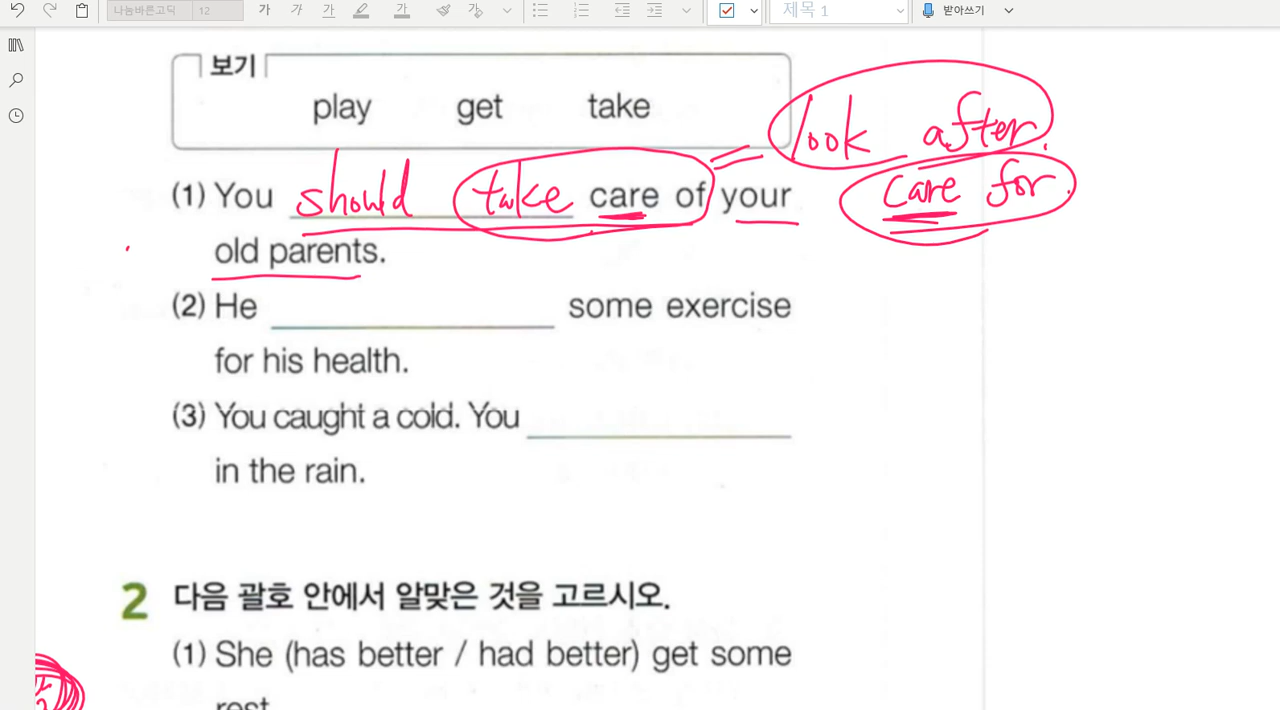 나눔바른고딕 12 가 가 가 가 가 제목 1 받아쓰기
보기
play get take
= look after.
care for.
(1) You should take care of your
old parents.
(2) He ____ some exercise
for his health.
(3) You caught a cold. You ____
in the rain.
2 다음 괄호 안에서 알맞은 것을 고르시오.
(1) She (has better / had better) get some
rest